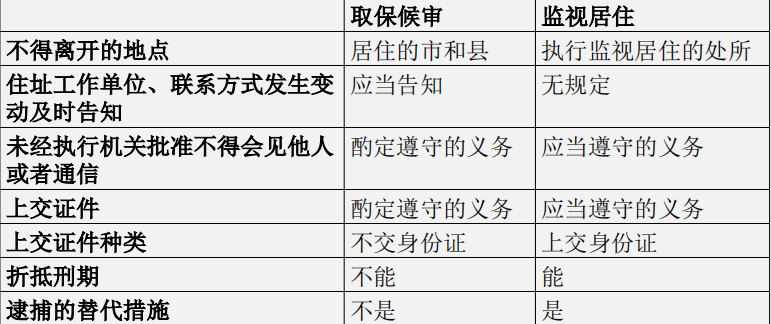 取保候审 监视居住
不得离开的地点 居住的市和县 执行监视居住的处所
住址工作单位、联系方式发生变 应当告知 无规定
动及时告知
未经执行机关批准不得会见他人 酌定遵守的义务 应当遵守的义务
或者通信
上交证件 酌定遵守的义务 应当遵守的义务
上交证件种类 不交身份证 上交身份证
折抵刑期 不能 能
逮捕的替代措施 不是 是